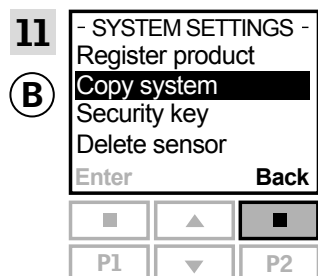 11
B
- SYSTEM SETTINGS -
Register product
Copy system
Security key
Delete sensor
Enter Back
P1 P2